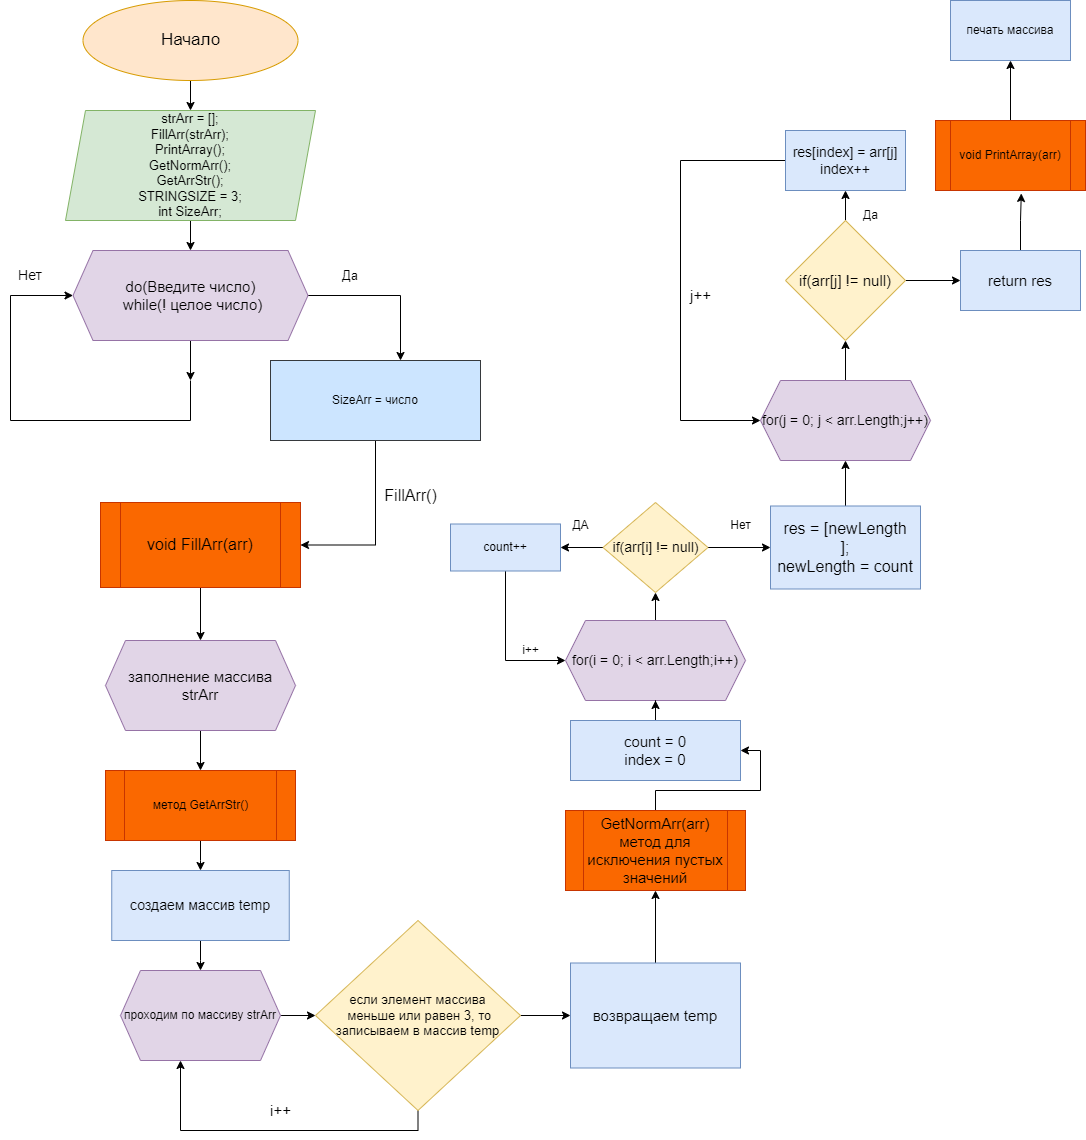 Начало
strArr = [];
FillArr(strArr);
PrintArray();
GetNormArr();
GetArrStr();
STRINGSIZE = 3;
int SizeArr;
Нет
do(Введите число)
while(! целое число)
Да
SizeArr = число
FillArr()
void FillArr(arr)
заполнение массива
strArr
метод GetArrStr()
создаем массив temp
проходим по массиву strArr
если элемент массива
меньше или равен 3, то
записываем в массив temp
i++
возвращаем temp
GetNormArr(arr)
метод для
исключения пустых
значений
count = 0
index = 0
for(i = 0; i < arr.Length;i++)
i++
count++
ДА
if(arr[i] != null)
Нет
res = [newLength
];
newLength = count
for(j = 0; j < arr.Length;j++)
j++
if(arr[j] != null)
Да
res[index] = arr[j]
index++
return res
void PrintArray(arr)
печать массива